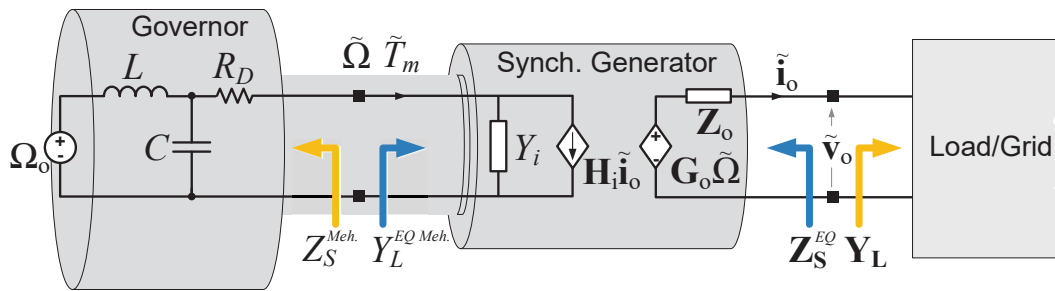 Governor
Synch. Generator
L
R_D
Ω̃ T̃_m
ĩ_o
Z_o
Ω_o
+
-
C
Y_i
H_i ĩ_o
+
-
G_o Ω̃
ṽ_o
Load/Grid
Z_S^{Meh.}
Y_L^{EQ Meh.}
Z_S^{EQ}
Y_L